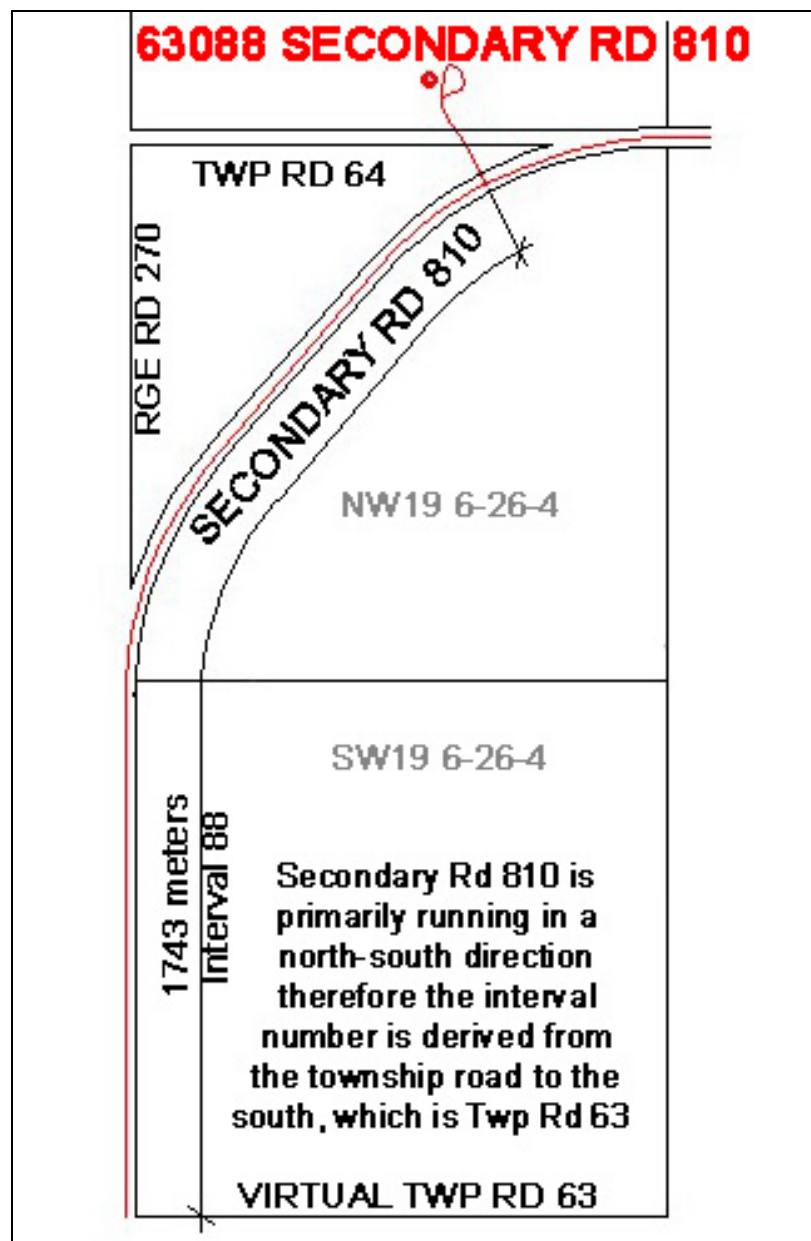 63088 SECONDARY RD 810
TWP RD 64
RGE RD 270
SECONDARY RD 810
NW19 6-26-4
SW19 6-26-4
1743 meters
Interval 88
Secondary Rd 810 is
primarily running in a
north-south direction
therefore the interval
number is derived from
the township road to the
south, which is Twp Rd 63
VIRTUAL TWP RD 63